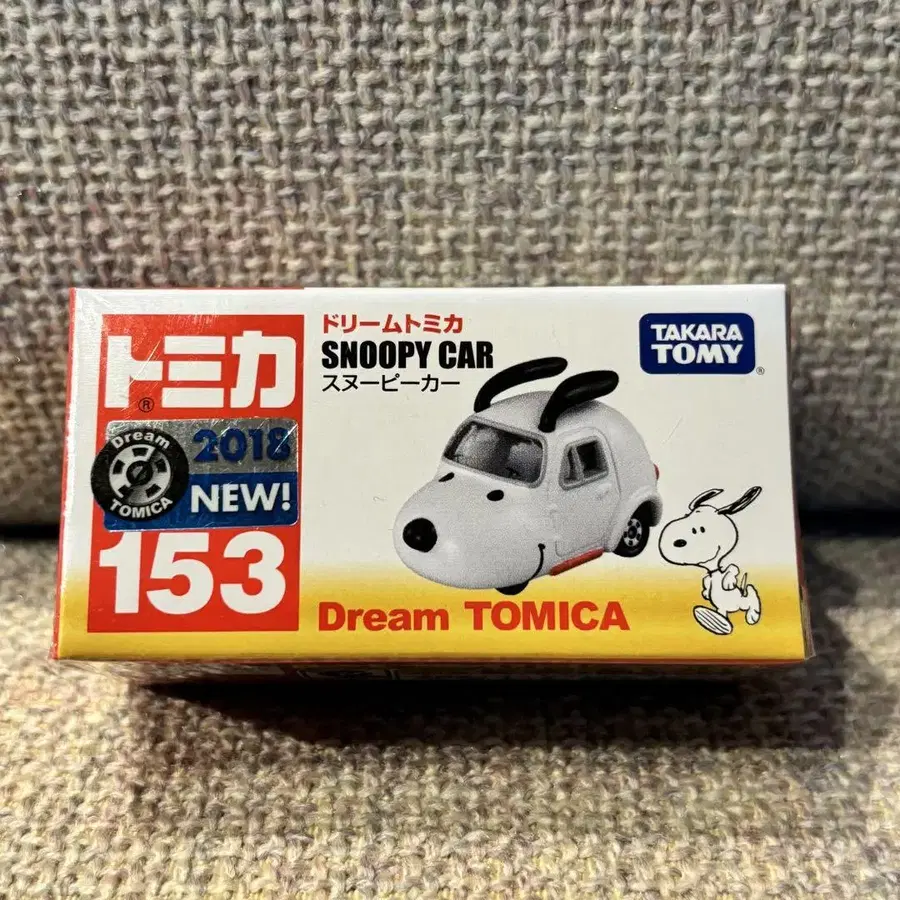 トミカ
®
Dream
TOMICA
2018
NEW!
153
ドリームトミカ
SNOOPY CAR
スヌーピーカー
TAKARA
TOMY
®
Dream TOMICA